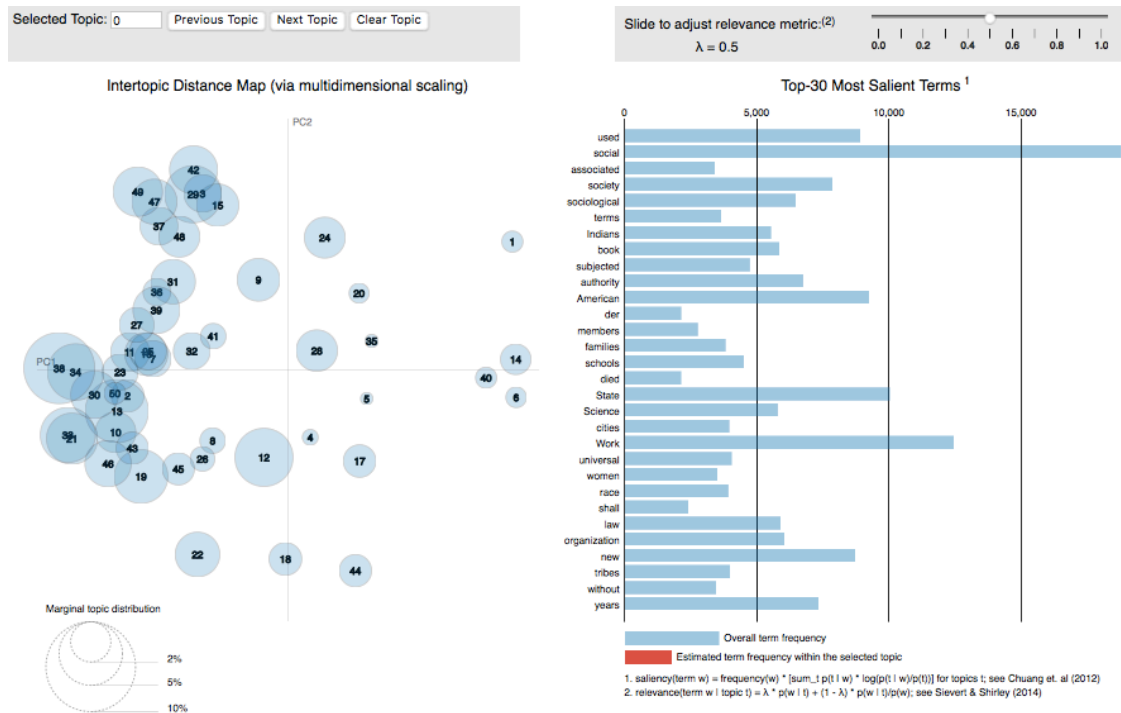 Selected Topic: 0 Previous Topic Next Topic Clear Topic
Slide to adjust relevance metric:(2)
λ = 0.5
0.0 0.2 0.4 0.6 0.8 1.0
Intertopic Distance Map (via multidimensional scaling)
PC2
PC1
42
49
47
29
3
15
37
48
24
1
31
36
9
20
39
27
41
35
11
7
32
28
14
38
34
23
40
30
50
2
5
6
13
33
21
10
4
43
8
46
26
12
17
19
45
22
18
44
Marginal topic distribution
2%
5%
10%
Top-30 Most Salient Terms 1
0 5,000 10,000 15,000
used
social
associated
society
sociological
terms
Indians
book
subjected
authority
American
der
members
families
schools
died
State
Science
cities
Work
universal
women
race
shall
law
organization
new
tribes
without
years
Overall term frequency
Estimated term frequency within the selected topic
1. saliency(term w) = frequency(w) * [sum_t p(t | w) * log(p(t | w)/p(t))] for topics t; see Chuang et. al (2012)
2. relevance(term w | topic t) = λ * p(w | t) + (1 - λ) * p(w | t)/p(w); see Sievert & Shirley (2014)